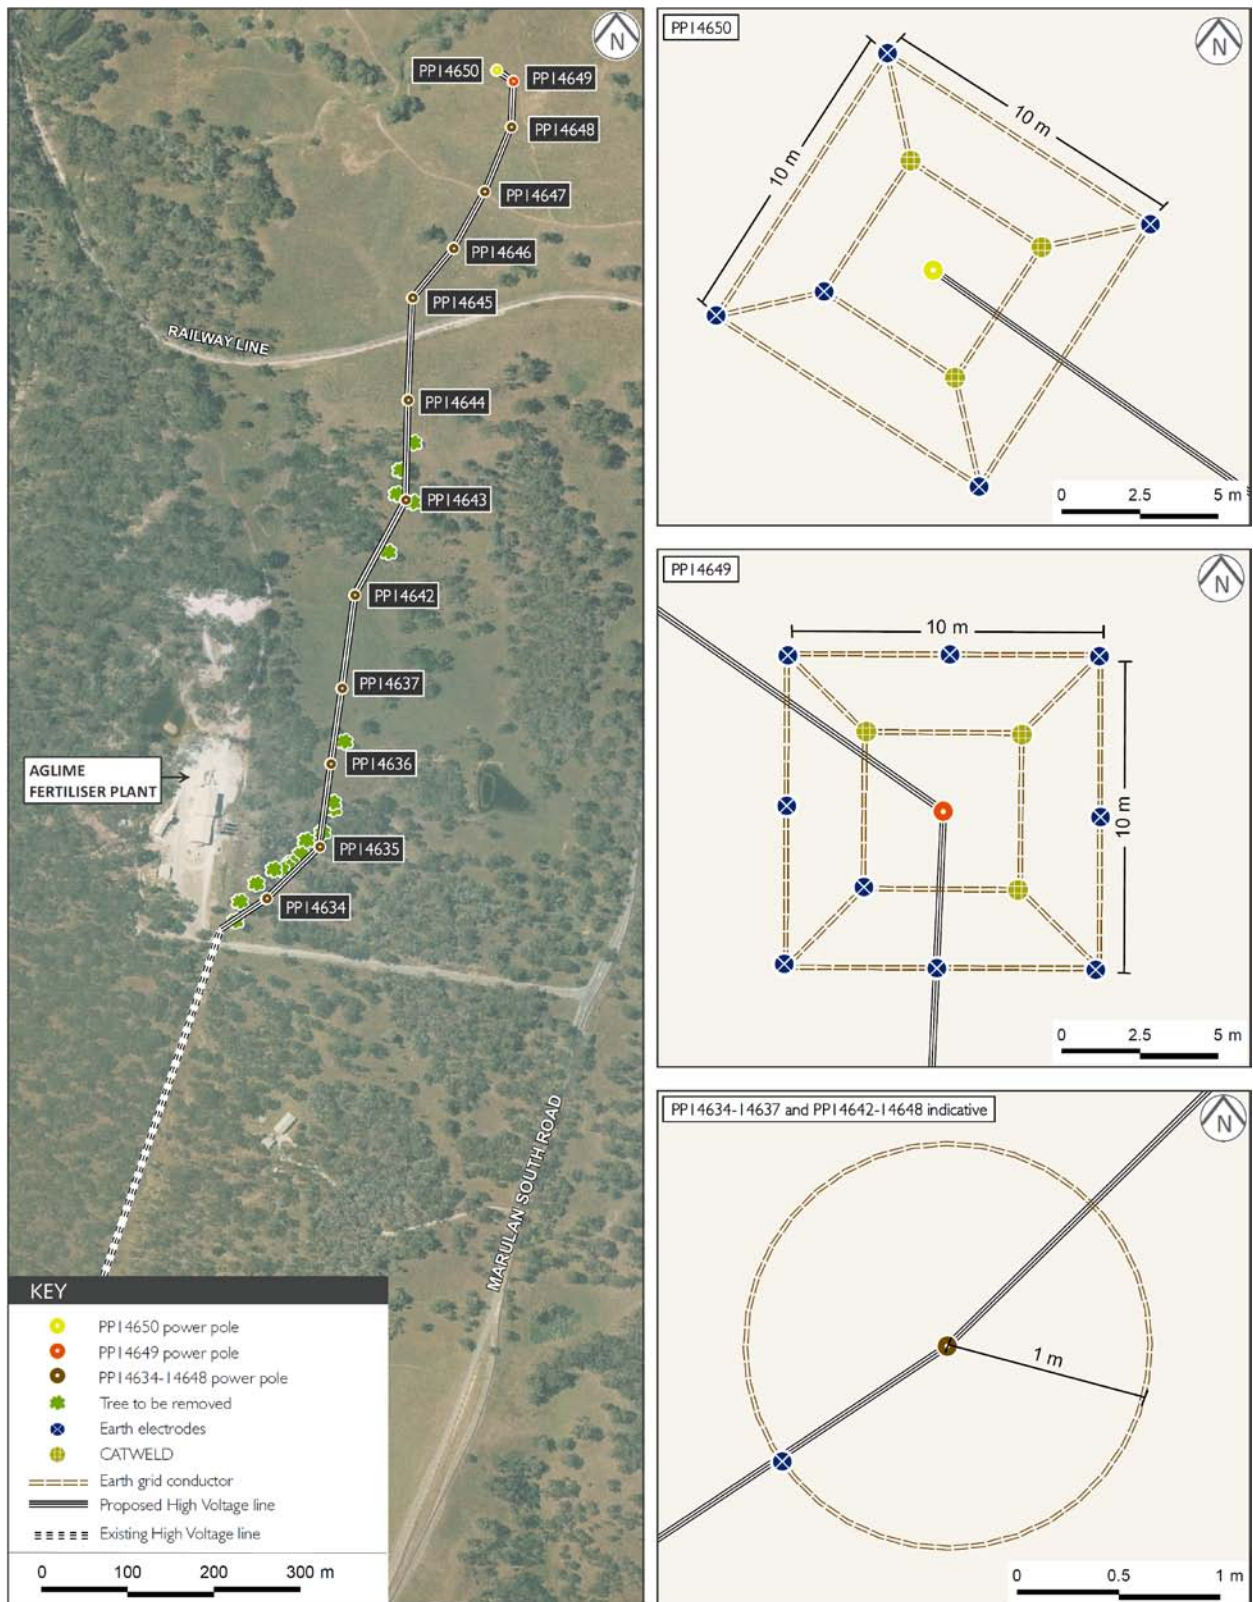 N
PP14650
PP14649
PP14648
PP14647
PP14646
PP14645
RAILWAY LINE
PP14644
PP14643
PP14642
PP14637
PP14636
AGLIME
FERTILISER PLANT
PP14635
PP14634
MARULAN SOUTH ROAD
KEY
PP14650 power pole
PP14649 power pole
PP14634-14648 power pole
Tree to be removed
Earth electrodes
CATWELD
Earth grid conductor
Proposed High Voltage line
Existing High Voltage line
0 100 200 300 m
PP14650
N
10 m
10 m
0 2.5 5 m
PP14649
N
10 m
10 m
0 2.5 5 m
PP14634-14637 and PP14642-14648 indicative
N
1 m
0 0.5 1 m